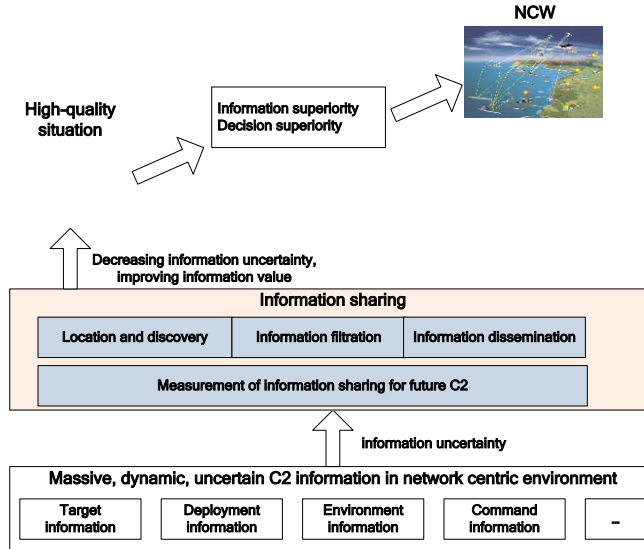 NCW
High-quality
situation
Information superiority
Decision superiority
Decreasing information uncertainty,
improving information value
Information sharing
Location and discovery
Information filtration
Information dissemination
Measurement of information sharing for future C2
information uncertainty
Massive, dynamic, uncertain C2 information in network centric environment
Target
information
Deployment
information
Environment
information
Command
information
...